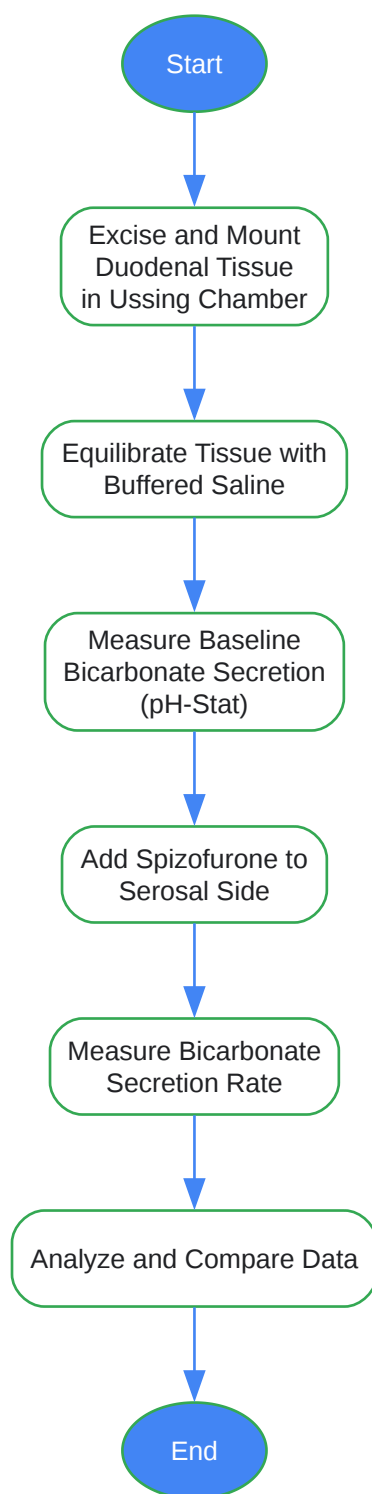 Start
Excise and Mount
Duodenal Tissue
in Ussing Chamber
Equilibrate Tissue with
Buffered Saline
Measure Baseline
Bicarbonate Secretion
(pH-Stat)
Add Spizofurone to
Serosal Side
Measure Bicarbonate
Secretion Rate
Analyze and Compare Data
End